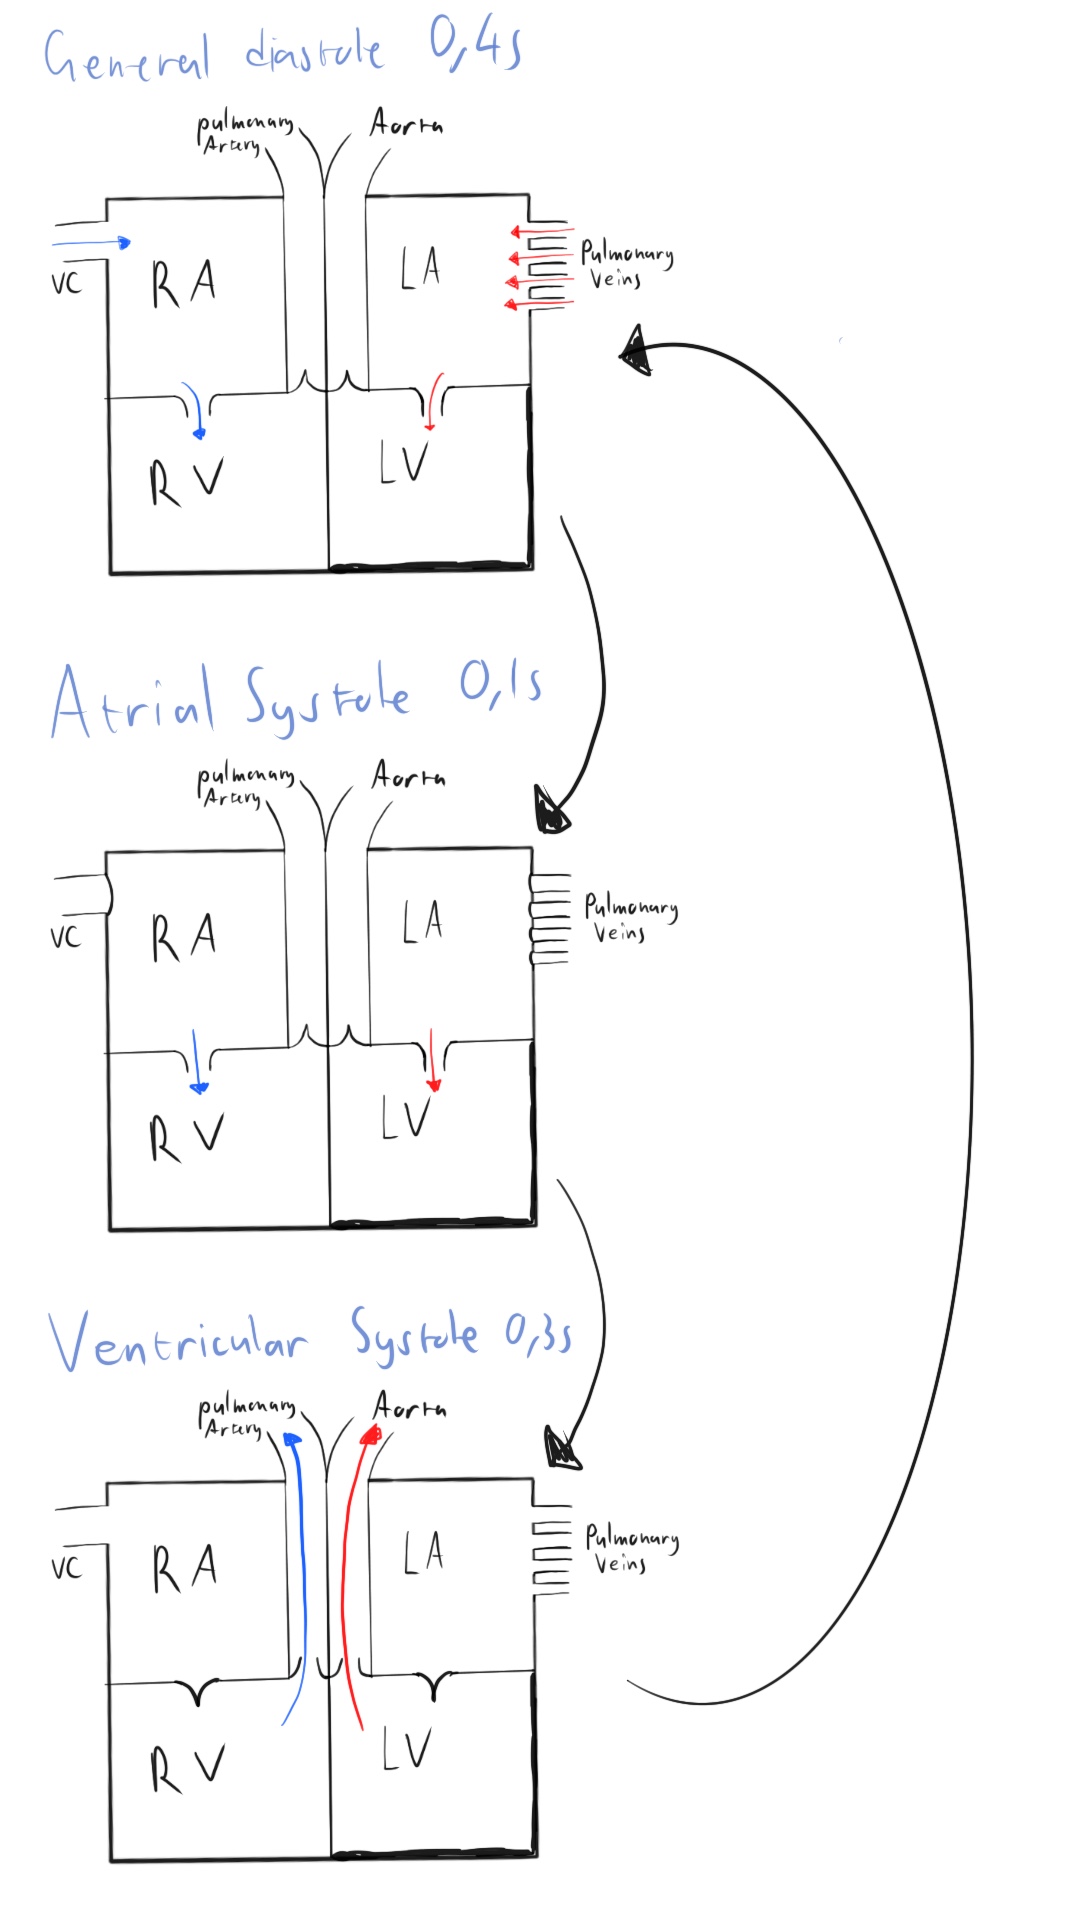 General diastole 0,4s
pulmonary
Artery
Aorta
VC
RA
LA
Pulmonary
Veins
RV
LV
Atrial Systole 0,1s
pulmonary
Artery
Aorta
VC
RA
LA
Pulmonary
Veins
RV
LV
Ventricular Systole 0,3s
pulmonary
Artery
Aorta
VC
RA
LA
Pulmonary
Veins
RV
LV